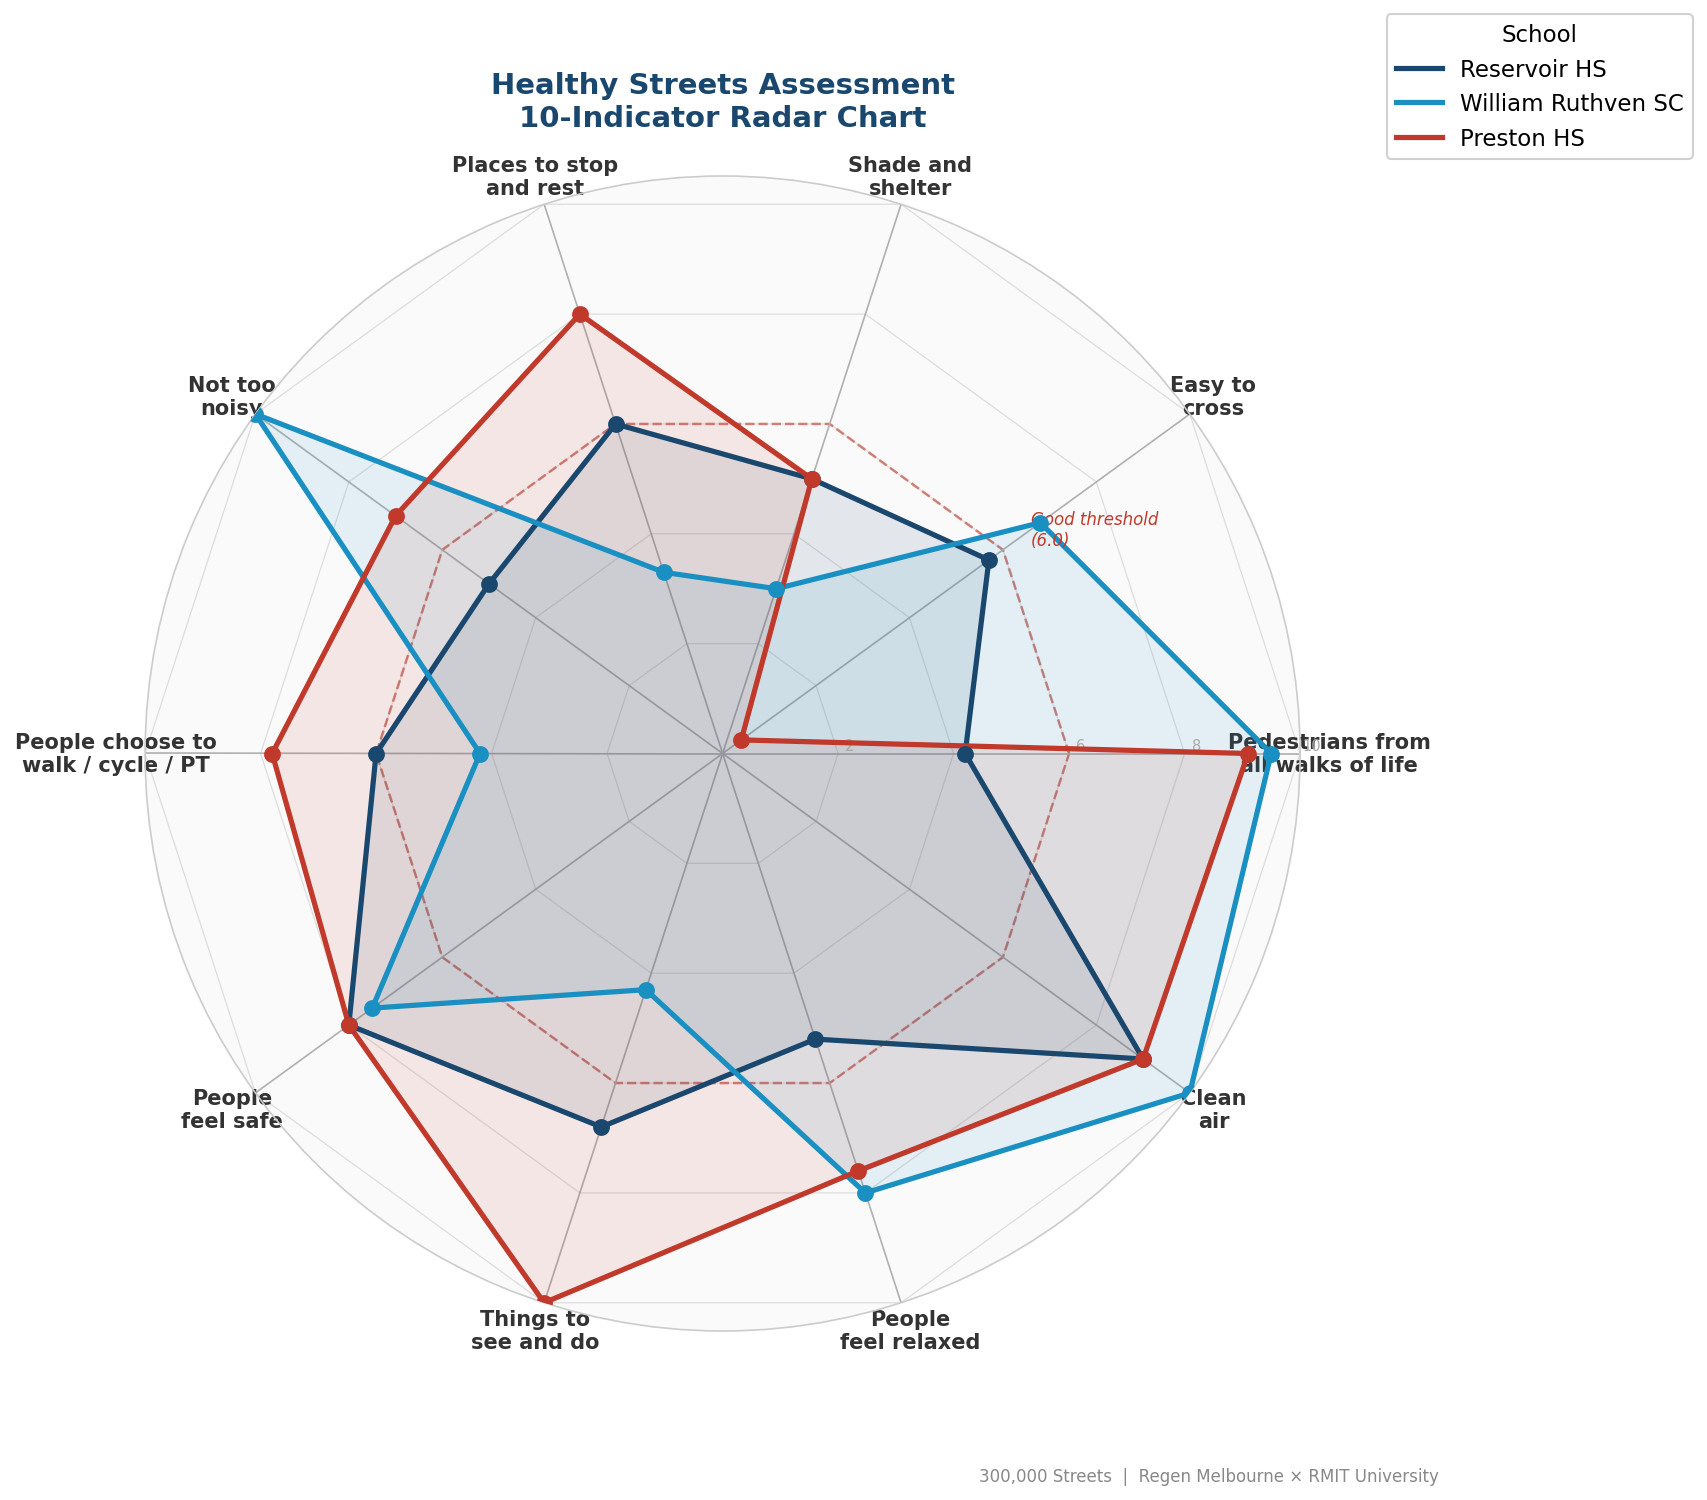 School
Reservoir HS
William Ruthven SC
Preston HS
Healthy Streets Assessment
10-Indicator Radar Chart
Places to stop
and rest
Shade and
shelter
Not too
noisy
Easy to
cross
Good threshold
(6.0)
People choose to
walk / cycle / PT
2
6
8
10
Pedestrians from
all walks of life
People
feel safe
Clean
air
Things to
see and do
People
feel relaxed
300,000 Streets | Regen Melbourne × RMIT University